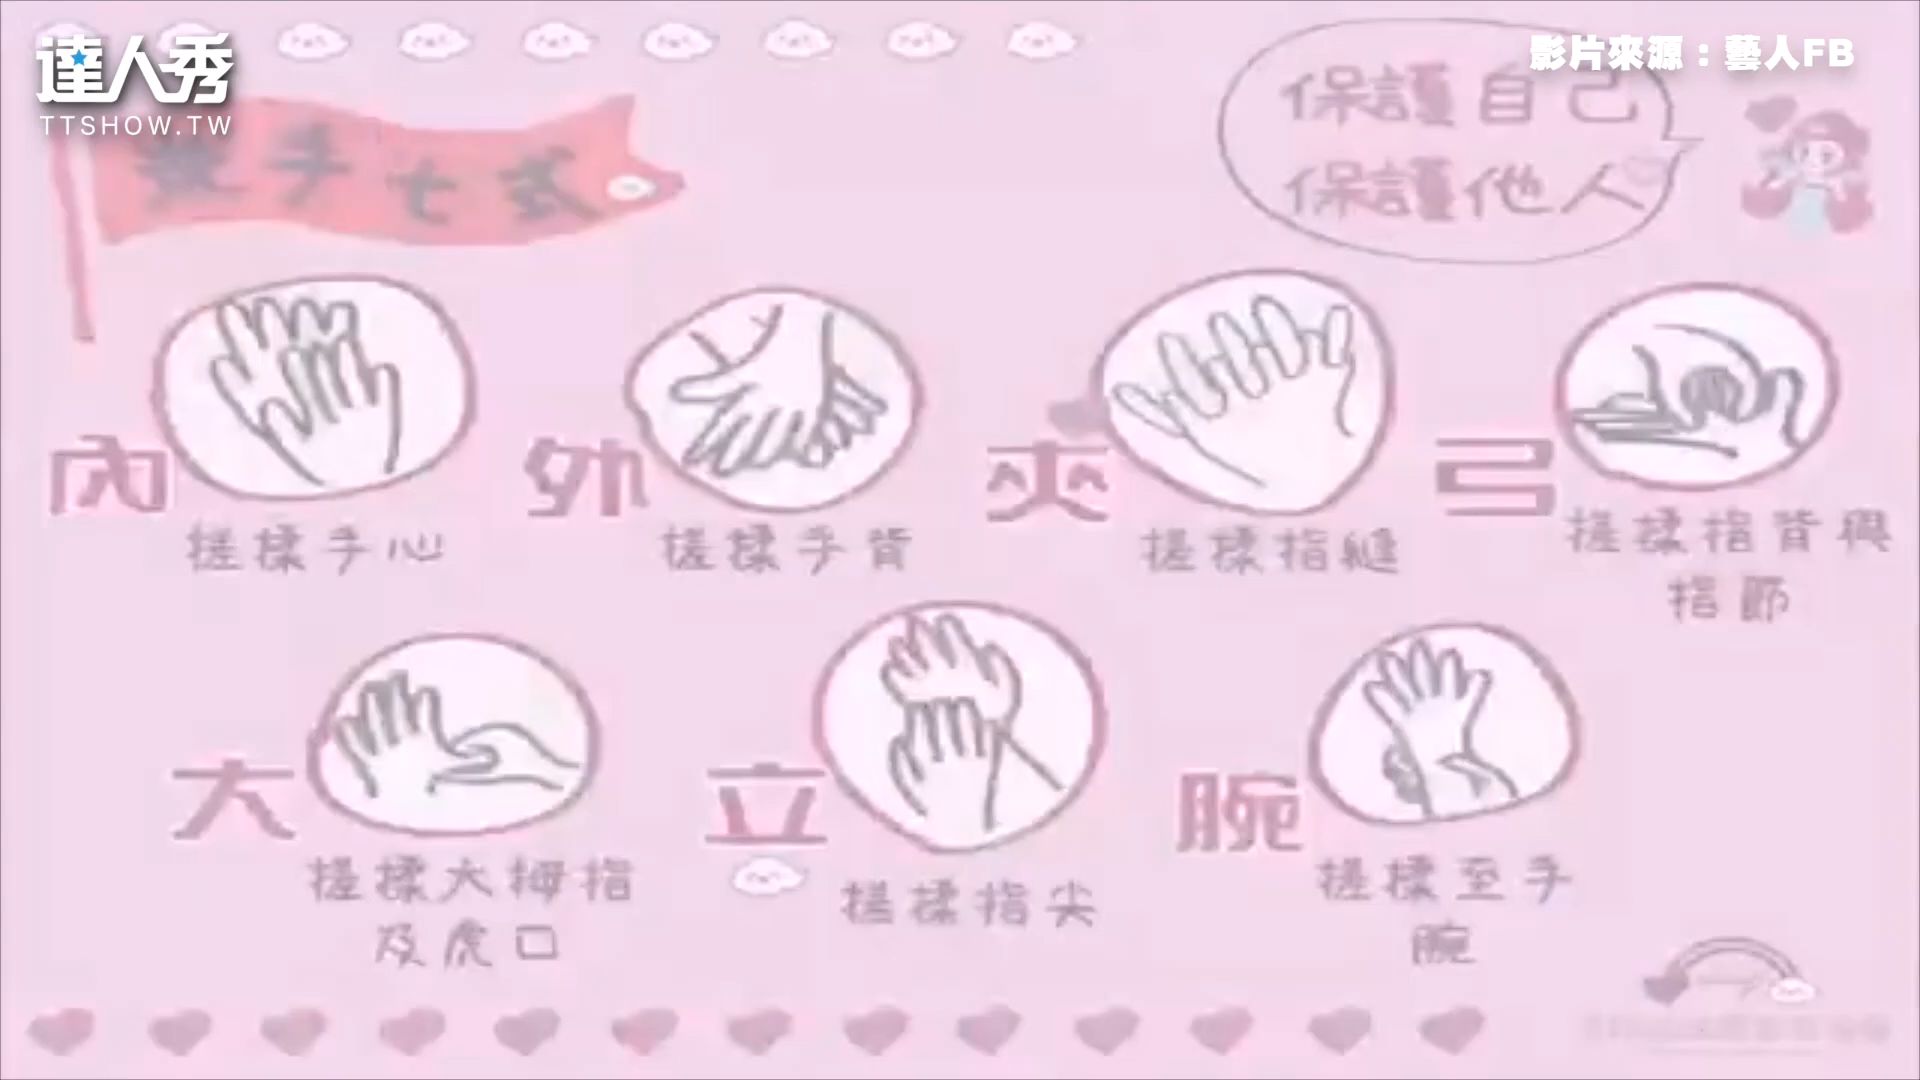 達人秀
TTSHOW.TW
影片來源：藝人FB
保護自己
保護他人
手七式
內
搓揉手心
外
搓揉手背
夾
搓揉指縫
弓
搓揉指背與
指節
大
搓揉大拇指
及虎口
立
搓揉指尖
腕
搓揉至手
腕